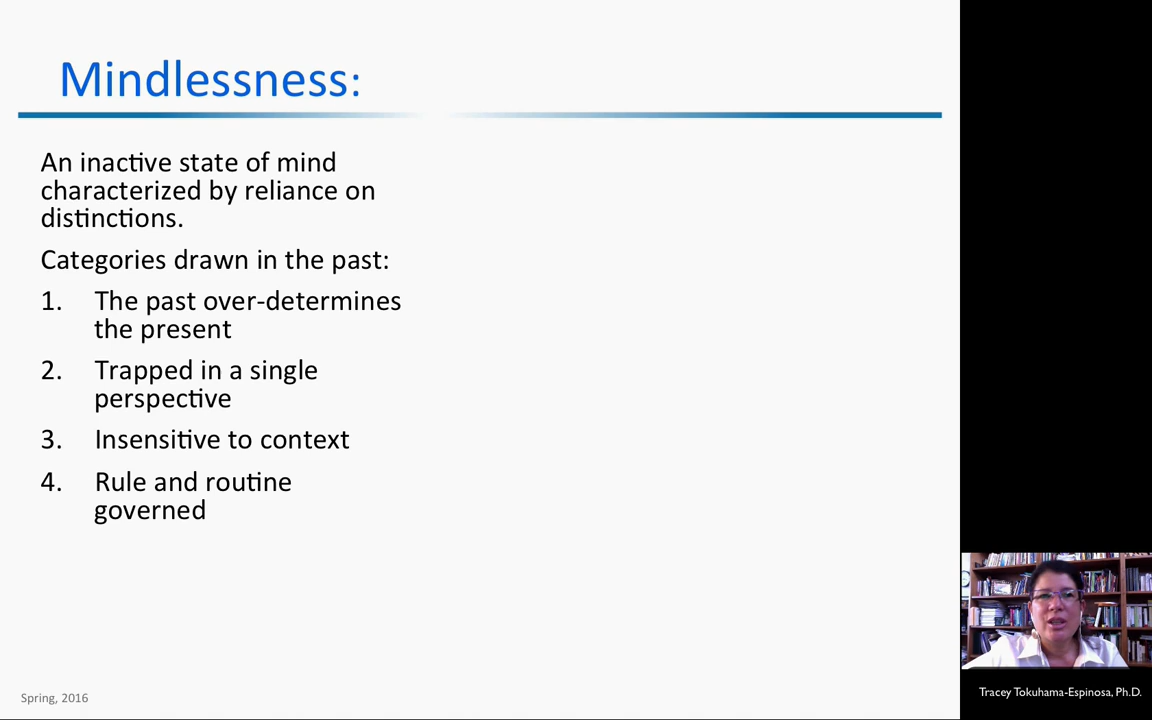 Mindlessness:
An inactive state of mind
characterized by reliance on
distinctions.
Categories drawn in the past:
1. The past over-determines
the present
2. Trapped in a single
perspective
3. Insensitive to context
4. Rule and routine
governed
Spring, 2016
Tracey Tokuhama-Espinosa, Ph.D.